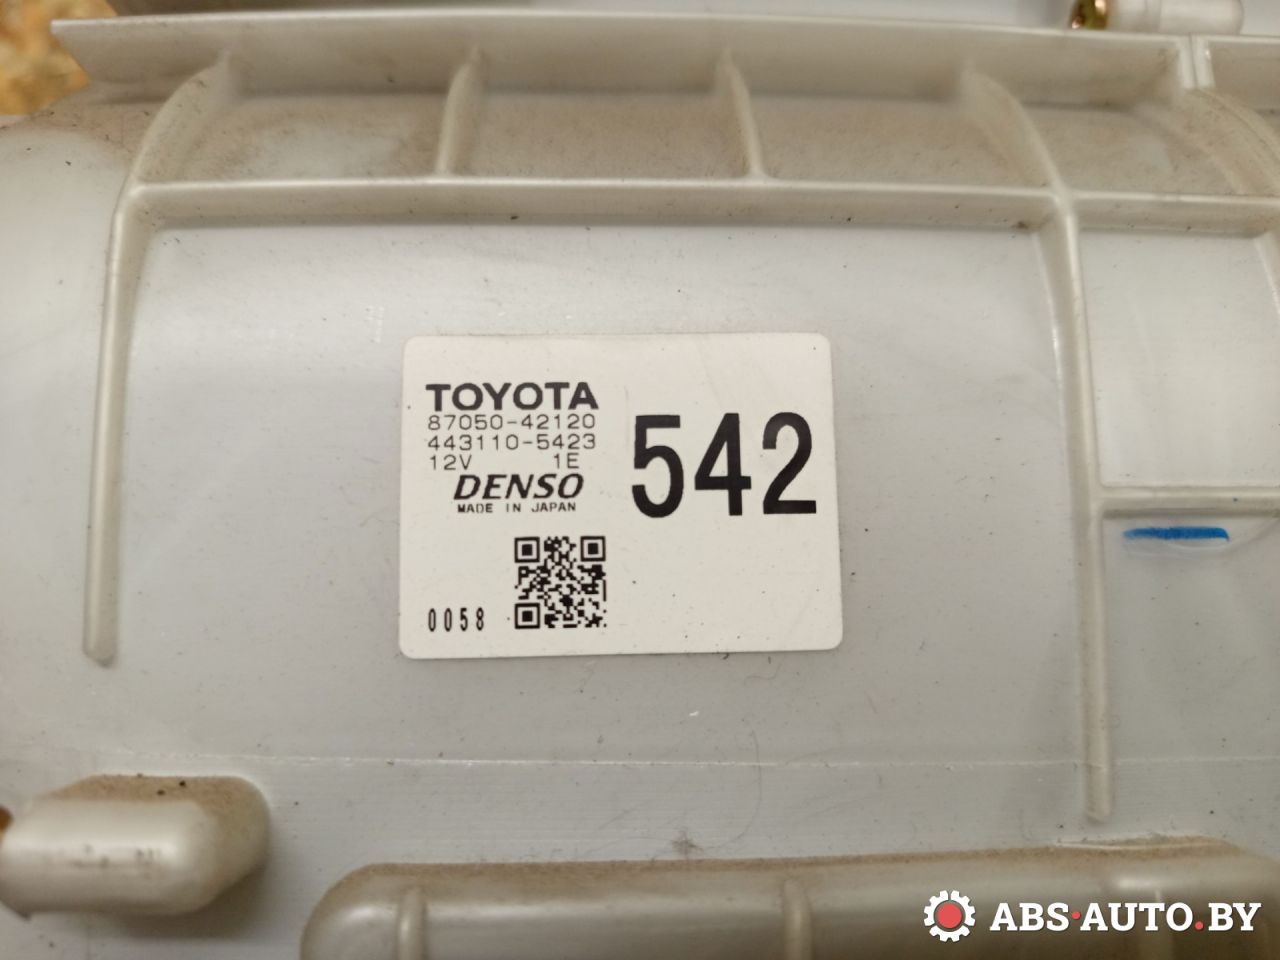 TOYOTA
87050-42120
443110-5423
12V 1E
DENSO
MADE IN JAPAN
542
0058
ABS·AUTO.BY